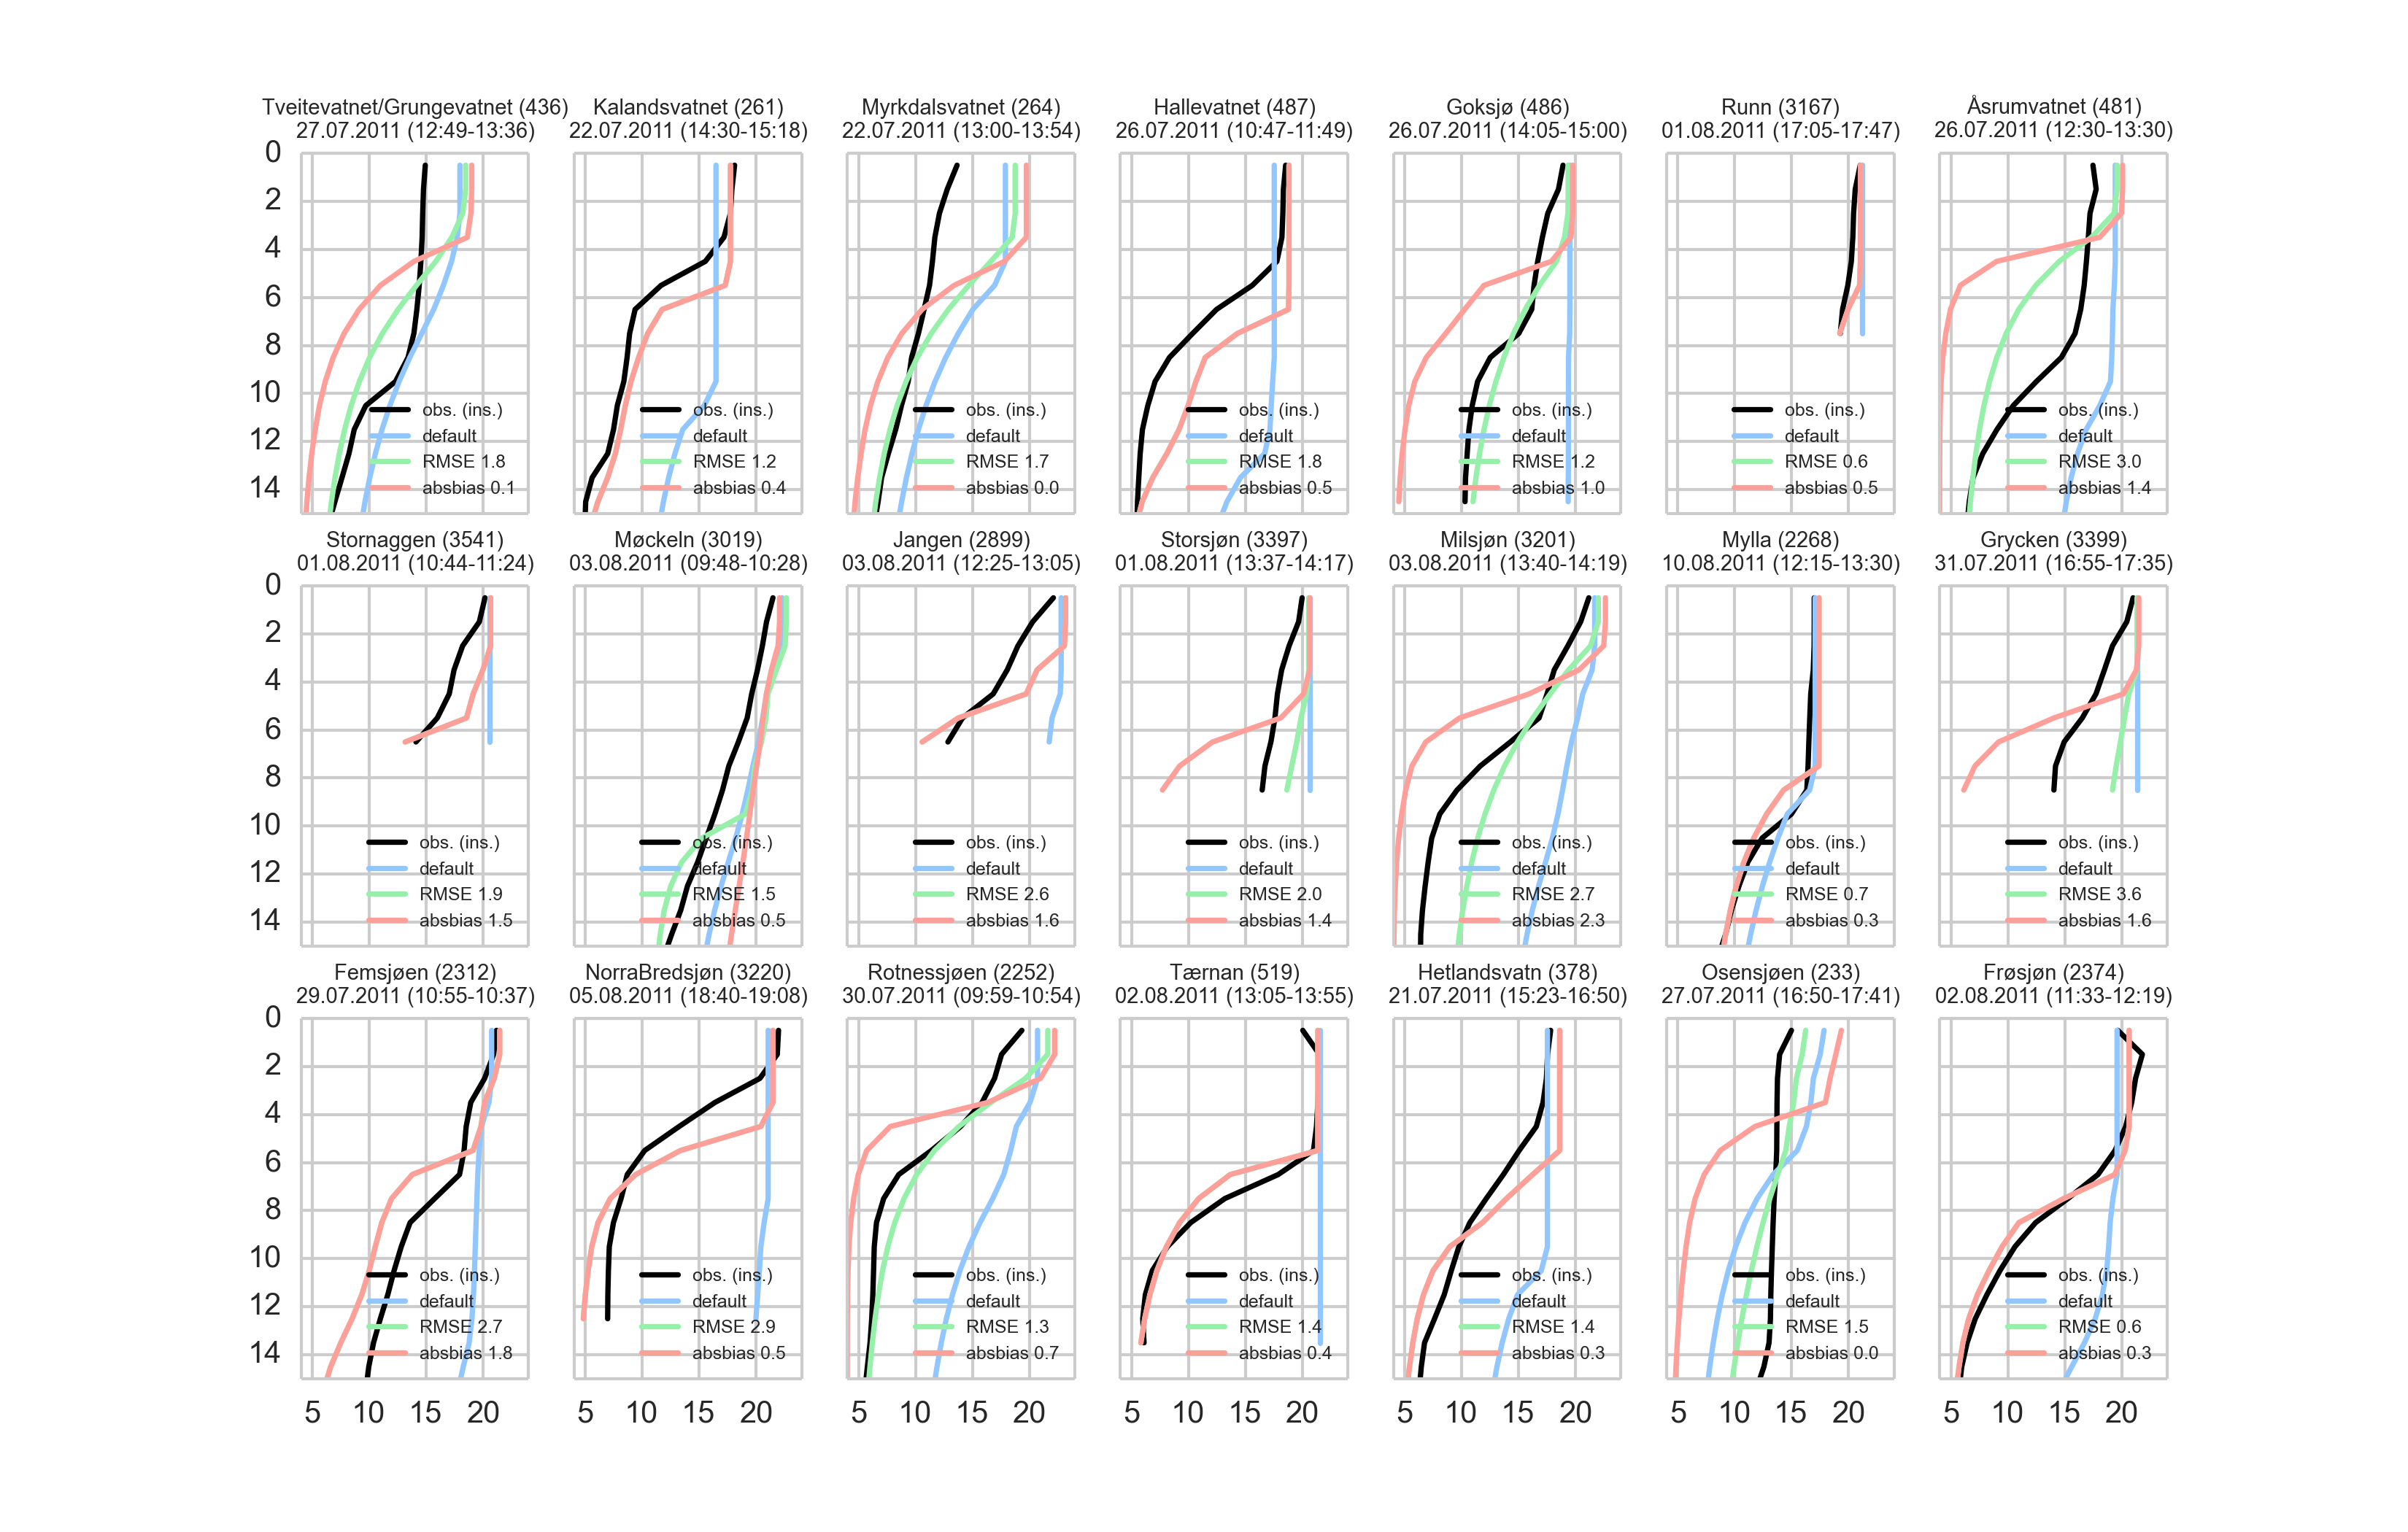 Tveitevatnet/Grungevatnet (436)
27.07.2011 (12:49-13:36)
Kalandsvatnet (261)
22.07.2011 (14:30-15:18)
Myrkdalsvatnet (264)
22.07.2011 (13:00-13:54)
Hallevatnet (487)
26.07.2011 (10:47-11:49)
Goksjø (486)
26.07.2011 (14:05-15:00)
Runn (3167)
01.08.2011 (17:05-17:47)
Åsrumvatnet (481)
26.07.2011 (12:30-13:30)
0
2
4
6
8
10
12
14
obs. (ins.)
default
RMSE 1.8
absbias 0.1
obs. (ins.)
default
RMSE 1.2
absbias 0.4
obs. (ins.)
default
RMSE 1.7
absbias 0.0
obs. (ins.)
default
RMSE 1.8
absbias 0.5
obs. (ins.)
default
RMSE 1.2
absbias 1.0
obs. (ins.)
default
RMSE 0.6
absbias 0.5
obs. (ins.)
default
RMSE 3.0
absbias 1.4
Stornaggen (3541)
01.08.2011 (10:44-11:24)
Møckeln (3019)
03.08.2011 (09:48-10:28)
Jangen (2899)
03.08.2011 (12:25-13:05)
Storsjøn (3397)
01.08.2011 (13:37-14:17)
Milsjøn (3201)
03.08.2011 (13:40-14:19)
Mylla (2268)
10.08.2011 (12:15-13:30)
Grycken (3399)
31.07.2011 (16:55-17:35)
0
2
4
6
8
10
12
14
obs. (ins.)
default
RMSE 1.9
absbias 1.5
obs. (ins.)
default
RMSE 1.5
absbias 0.5
obs. (ins.)
default
RMSE 2.6
absbias 1.6
obs. (ins.)
default
RMSE 2.0
absbias 1.4
obs. (ins.)
default
RMSE 2.7
absbias 2.3
obs. (ins.)
default
RMSE 0.7
absbias 0.3
obs. (ins.)
default
RMSE 3.6
absbias 1.6
Femsjøen (2312)
29.07.2011 (10:55-10:37)
NorraBredsjøn (3220)
05.08.2011 (18:40-19:08)
Rotnessjøen (2252)
30.07.2011 (09:59-10:54)
Tærnan (519)
02.08.2011 (13:05-13:55)
Hetlandsvatn (378)
21.07.2011 (15:23-16:50)
Osensjøen (233)
27.07.2011 (16:50-17:41)
Frøsjøn (2374)
02.08.2011 (11:33-12:19)
0
2
4
6
8
10
12
14
obs. (ins.)
default
RMSE 2.7
absbias 1.8
obs. (ins.)
default
RMSE 2.9
absbias 0.5
obs. (ins.)
default
RMSE 1.3
absbias 0.7
obs. (ins.)
default
RMSE 1.4
absbias 0.4
obs. (ins.)
default
RMSE 1.4
absbias 0.3
obs. (ins.)
default
RMSE 1.5
absbias 0.0
obs. (ins.)
default
RMSE 0.6
absbias 0.3
5 10 15 20 5 10 15 20 5 10 15 20 5 10 15 20 5 10 15 20 5 10 15 20 5 10 15 20